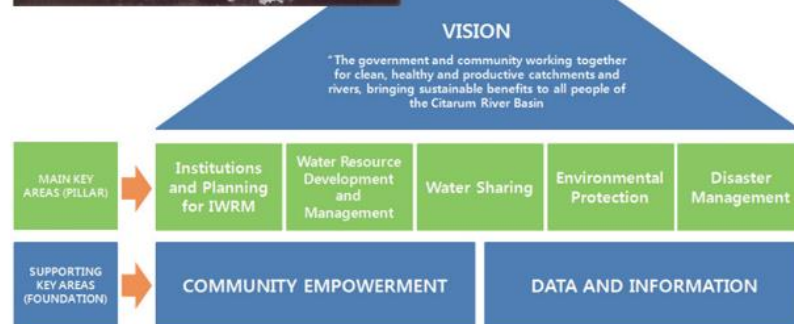 VISION
"The government and community working together
for clean, healthy and productive catchments and
rivers, bringing sustainable benefits to all people of
the Citarum River Basin
MAIN KEY
AREAS (PILLAR)
Institutions
and Planning
for IWRM
Water Resource
Development
and
Management
Water Sharing
Environmental
Protection
Disaster
Management
SUPPORTING
KEY AREAS
(FOUNDATION)
COMMUNITY EMPOWERMENT
DATA AND INFORMATION